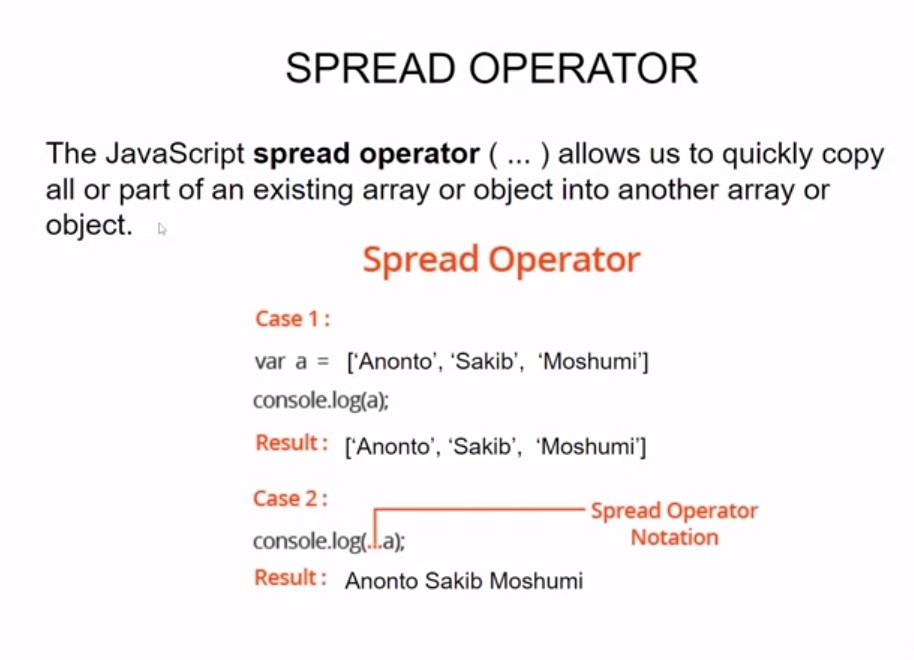 SPREAD OPERATOR
The JavaScript spread operator ( ... ) allows us to quickly copy
all or part of an existing array or object into another array or
object.
Spread Operator
Case 1 :
var a = [‘Anonto’, ‘Sakib’, ‘Moshumi’]
console.log(a);
Result : [‘Anonto’, ‘Sakib’, ‘Moshumi’]
Case 2 :
Spread Operator
Notation
console.log(...a);
Result : Anonto Sakib Moshumi